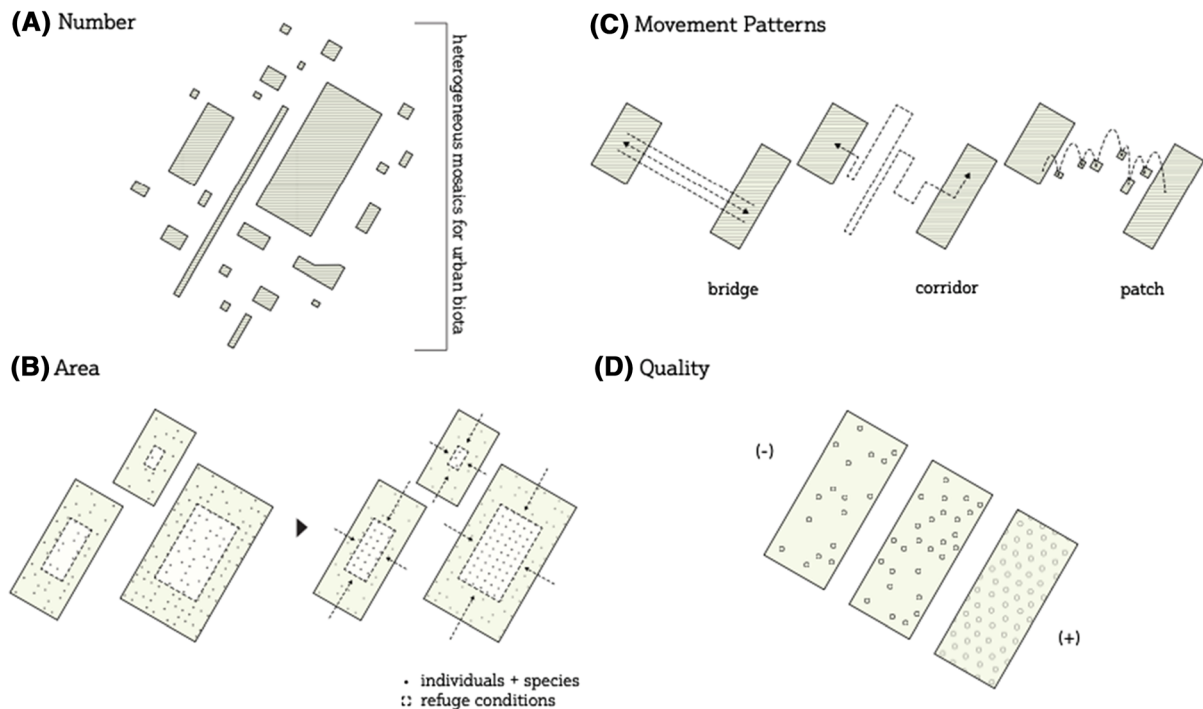 (A) Number
heterogeneous mosaics for urban biota
(C) Movement Patterns
bridge
corridor
patch
(B) Area
individuals + species
refuge conditions
(D) Quality
(-)
(+)